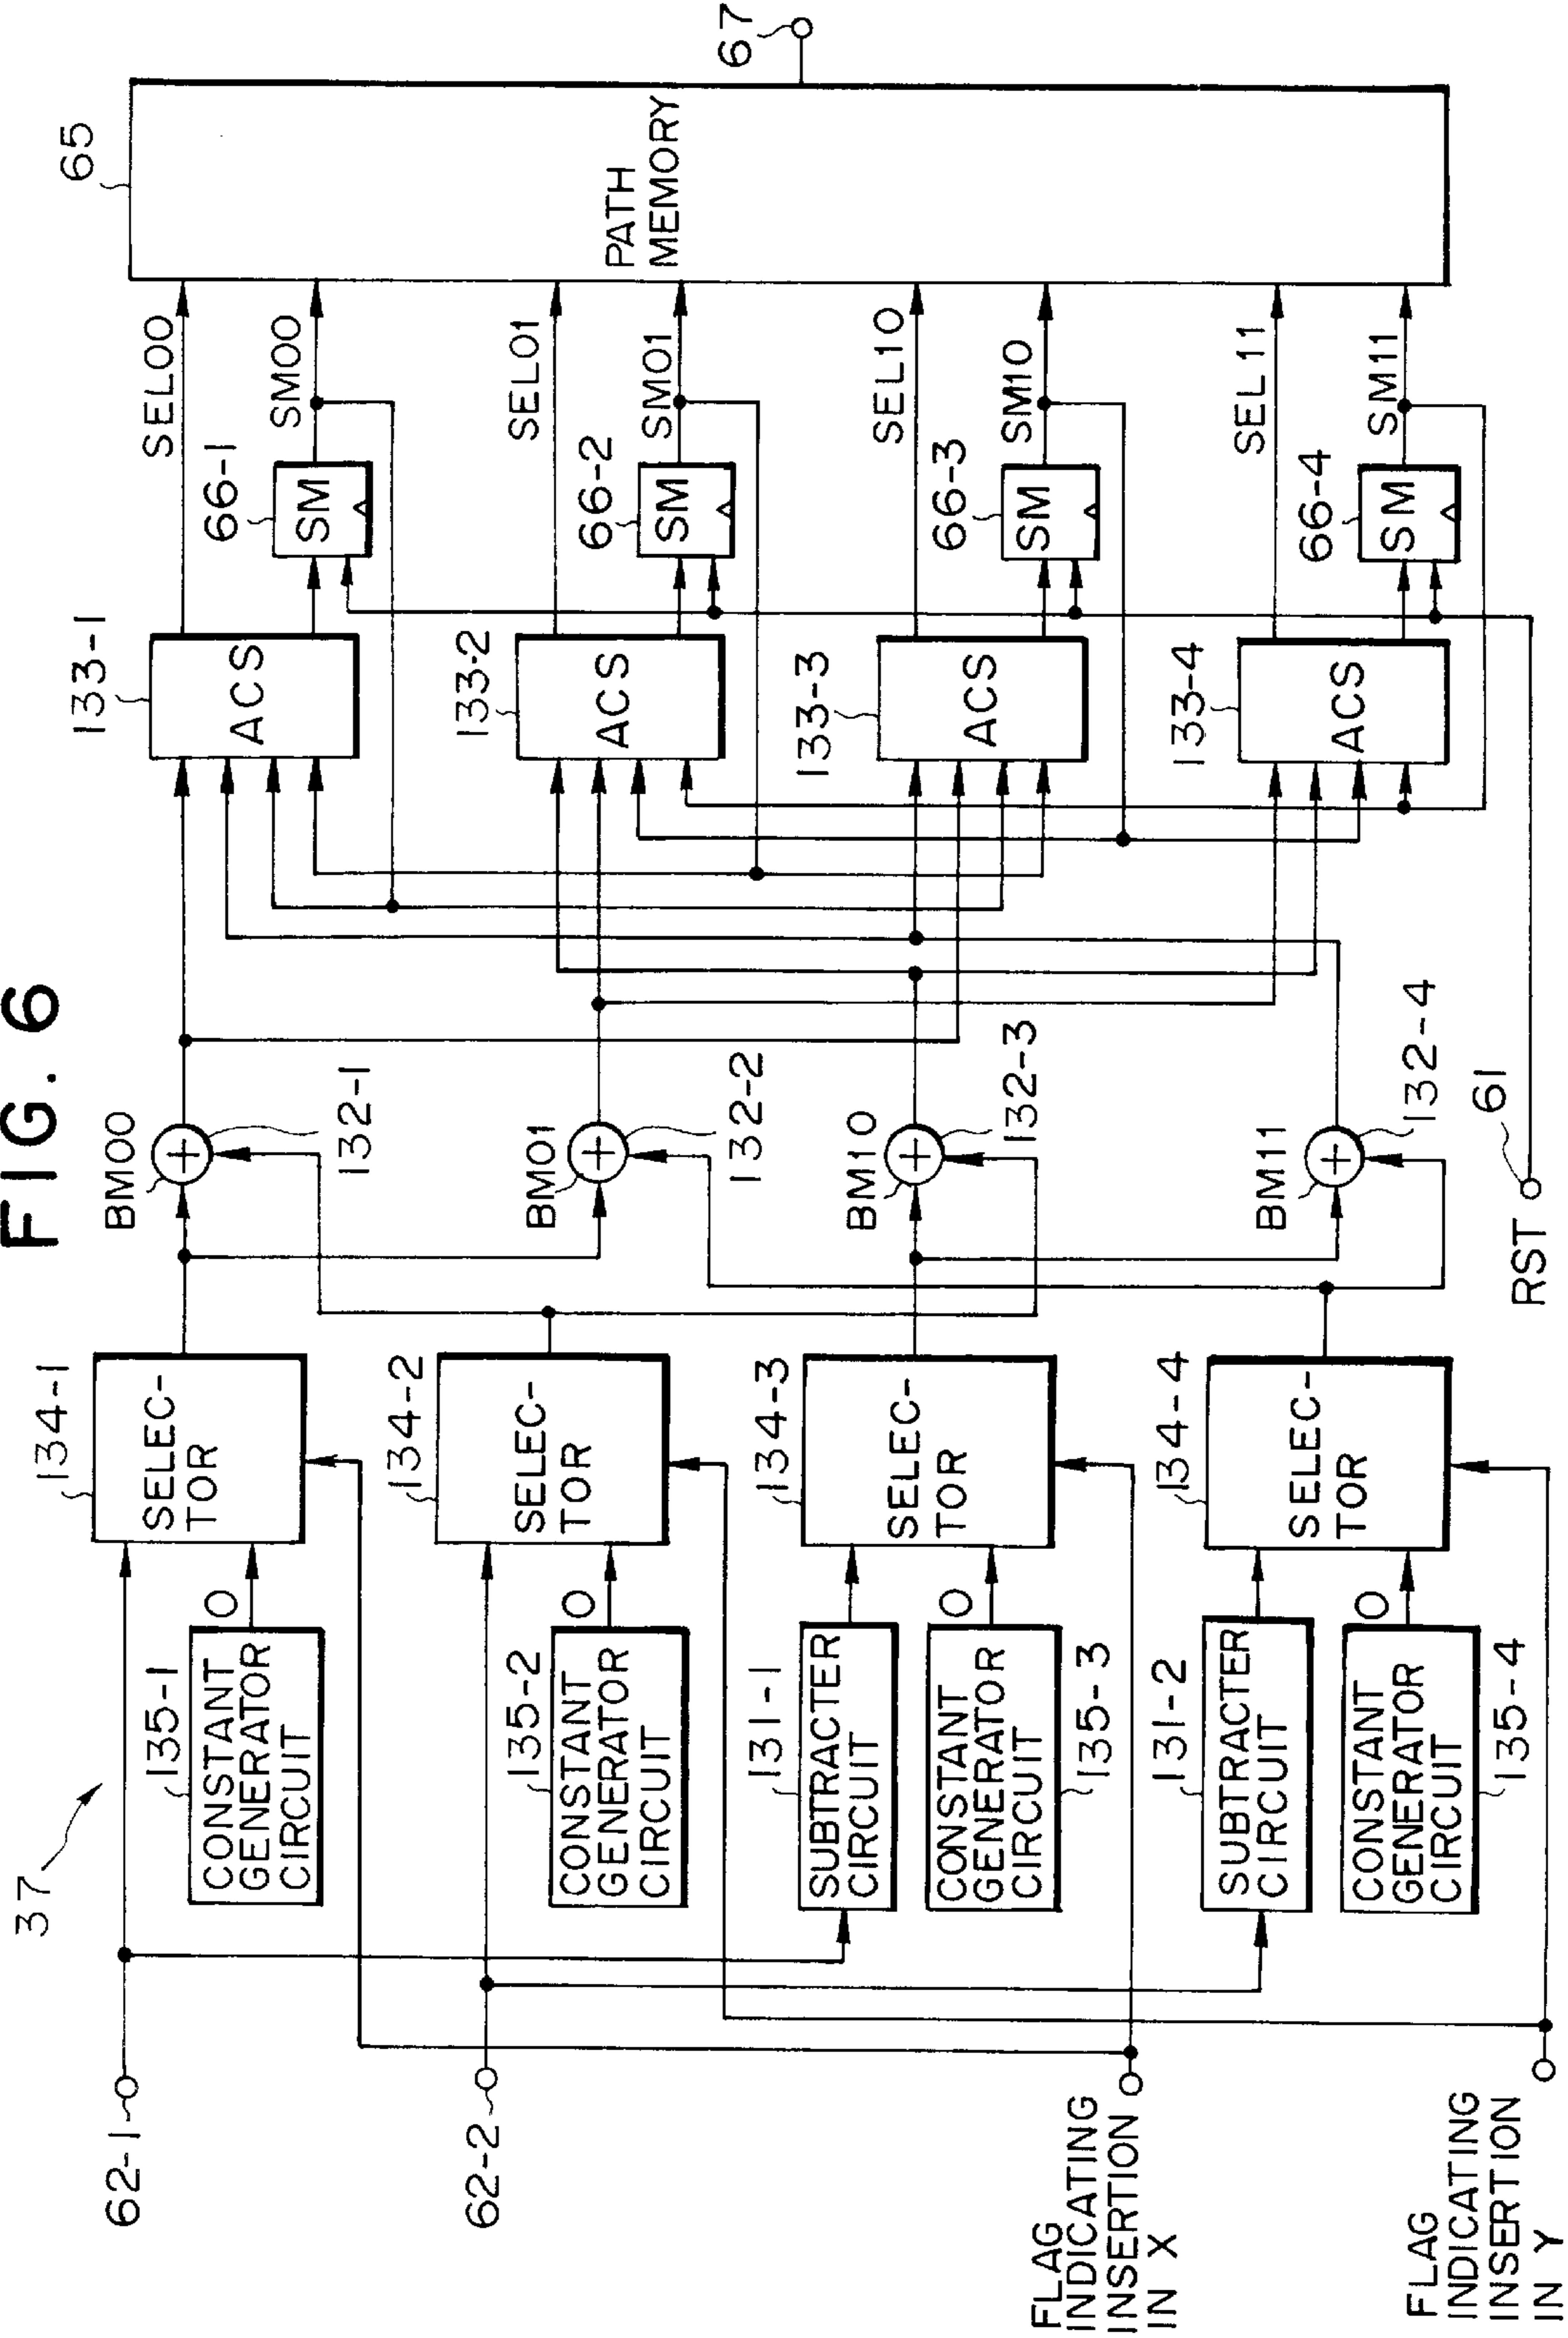 FIG. 6
37
62-1
62-2
FLAG
INDICATING
INSERTION
IN X
FLAG
INDICATING
INSERTION
IN Y
135-1
CONSTANT
GENERATOR
CIRCUIT
0
135-2
CONSTANT
GENERATOR
CIRCUIT
0
131-1
SUBTRACTER
CIRCUIT
CONSTANT
GENERATOR
CIRCUIT
0
135-3
131-2
SUBTRACTER
CIRCUIT
CONSTANT
GENERATOR
CIRCUIT
0
135-4
134-1
SELEC-
TOR
134-2
SELEC-
TOR
134-3
SELEC-
TOR
134-4
SELEC-
TOR
BM00
132-1
BM01
132-2
BM10
132-3
BM11
132-4
RST
61
133-1
ACS
133-2
ACS
133-3
ACS
133-4
ACS
66-1
SM
66-2
SM
66-3
SM
66-4
SM
SEL00
SM00
SEL01
SM01
SEL10
SM10
SEL11
SM11
65
PATH
MEMORY
67